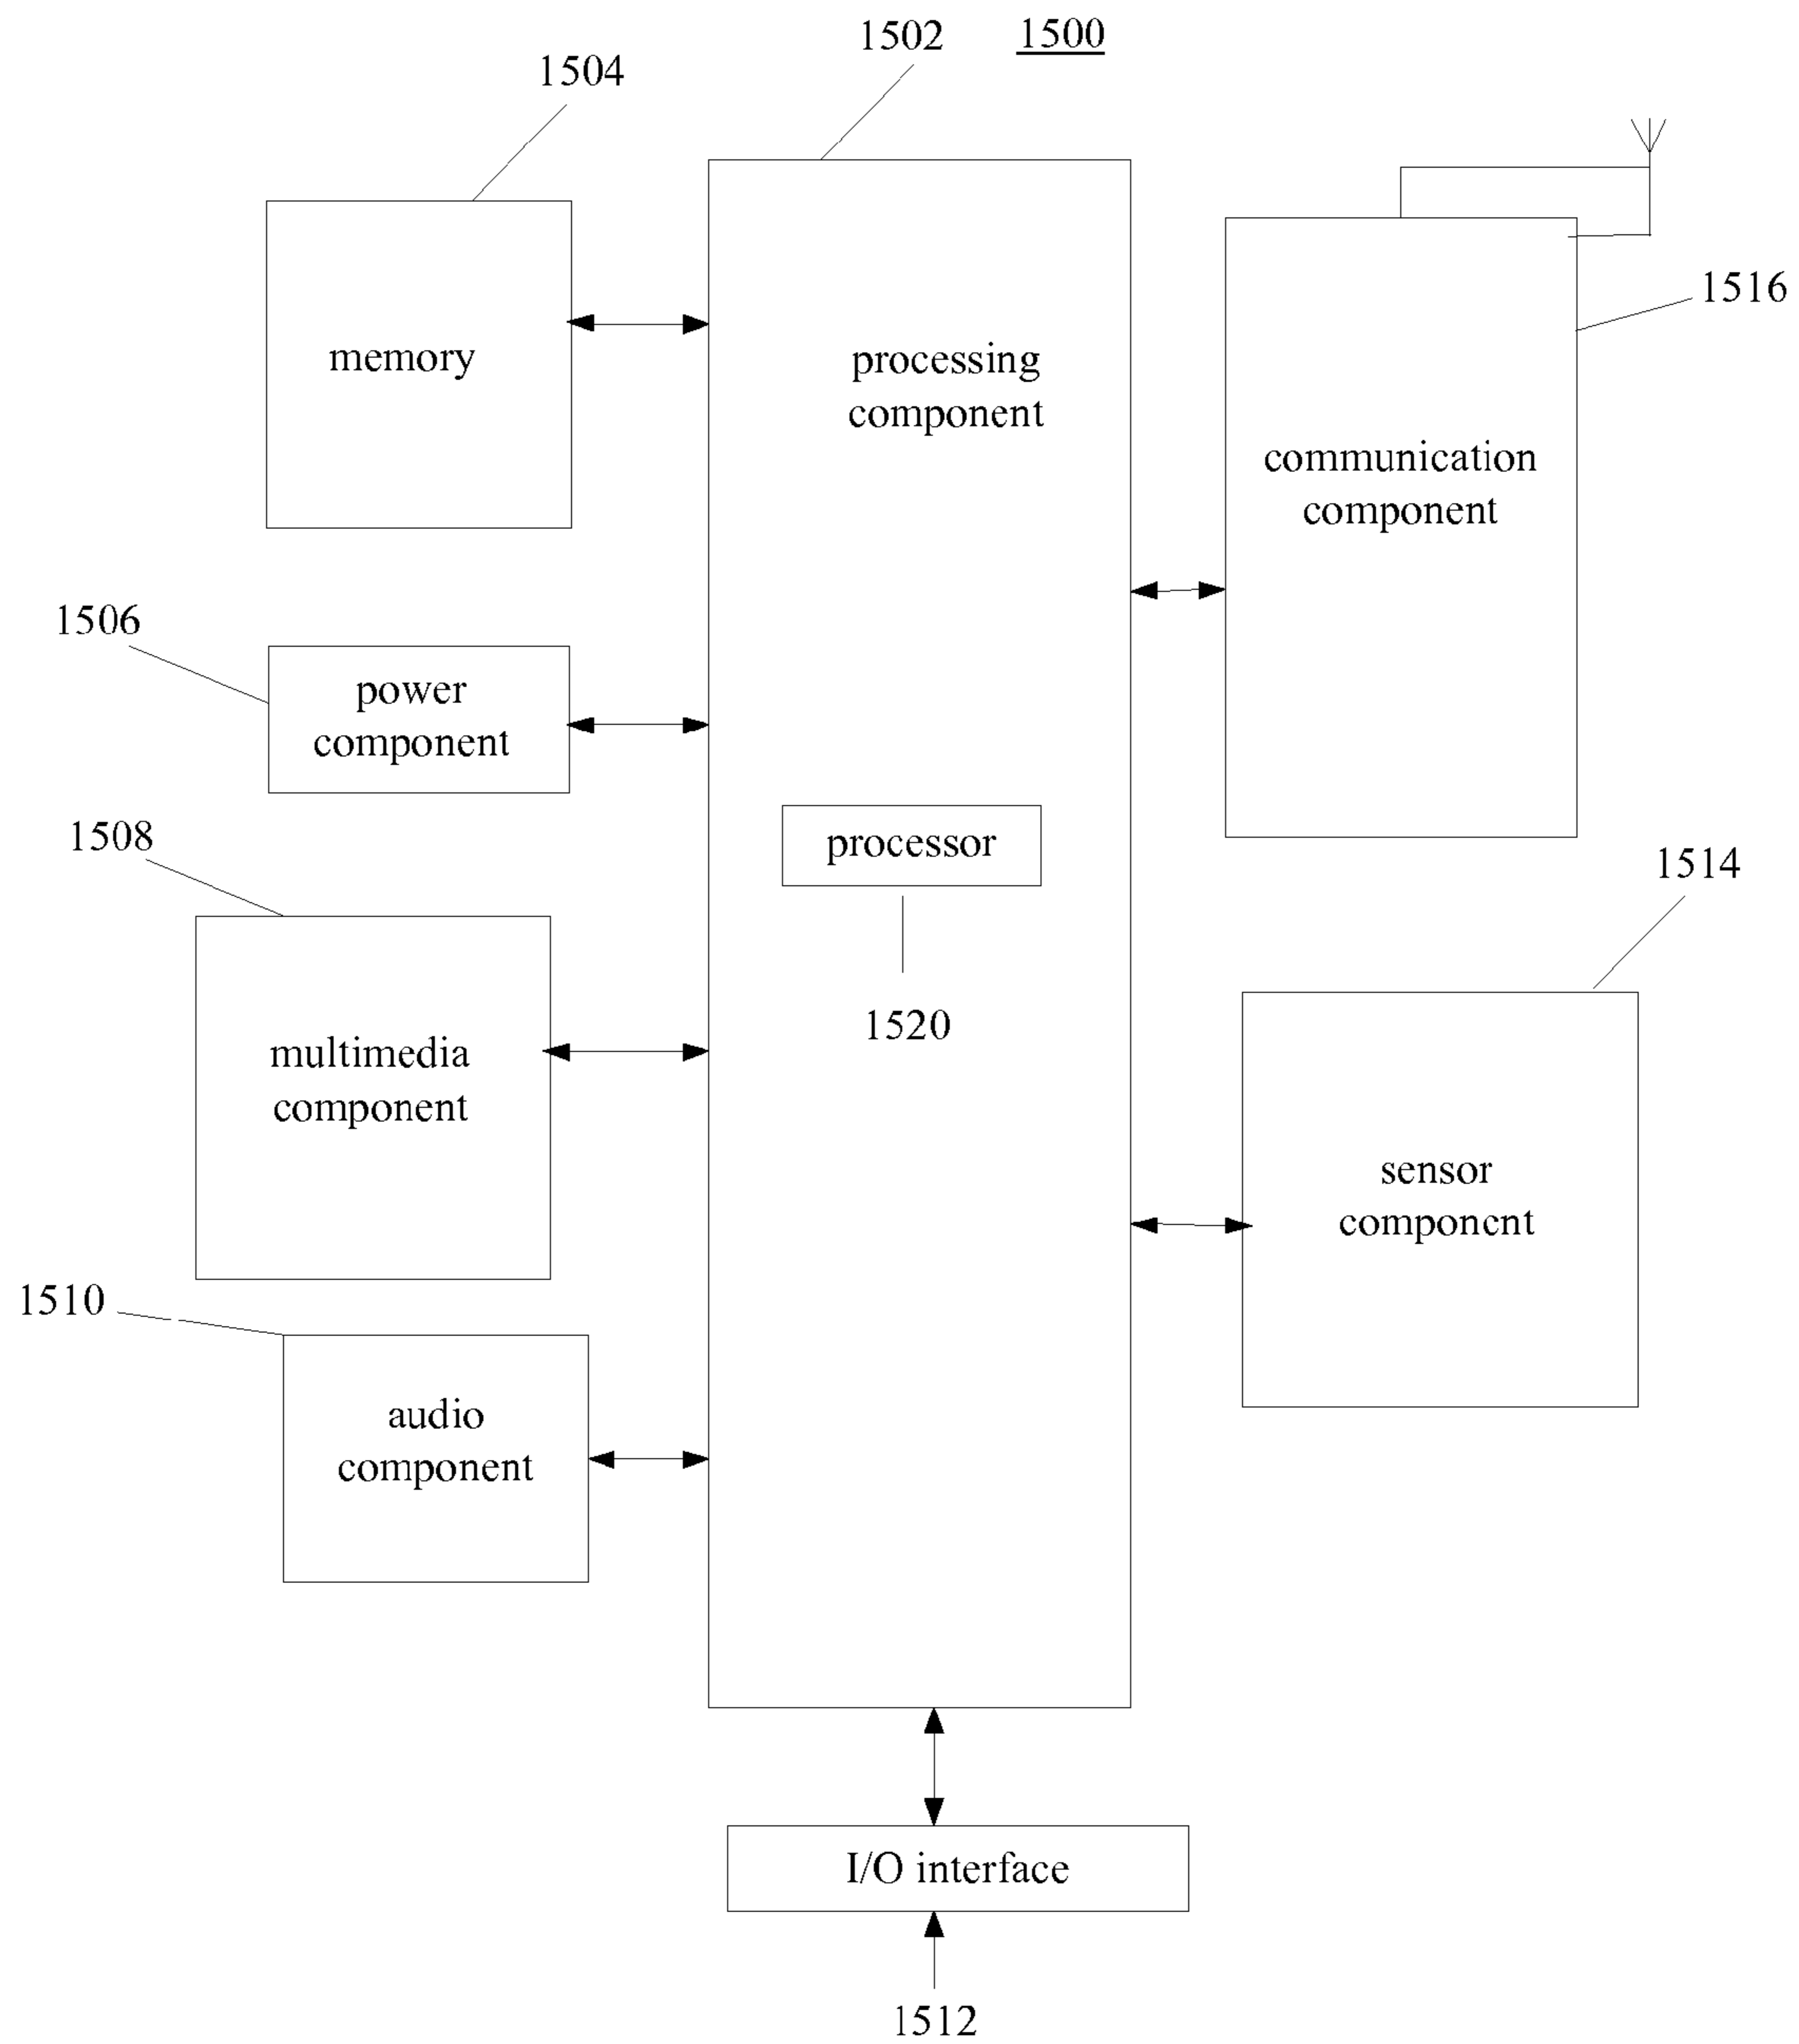 1502
1500
1504
1516
memory
processing
component
communication
component
1506
power
component
1508
processor
1514
1520
multimedia
component
sensor
component
1510
audio
component
I/O interface
1512